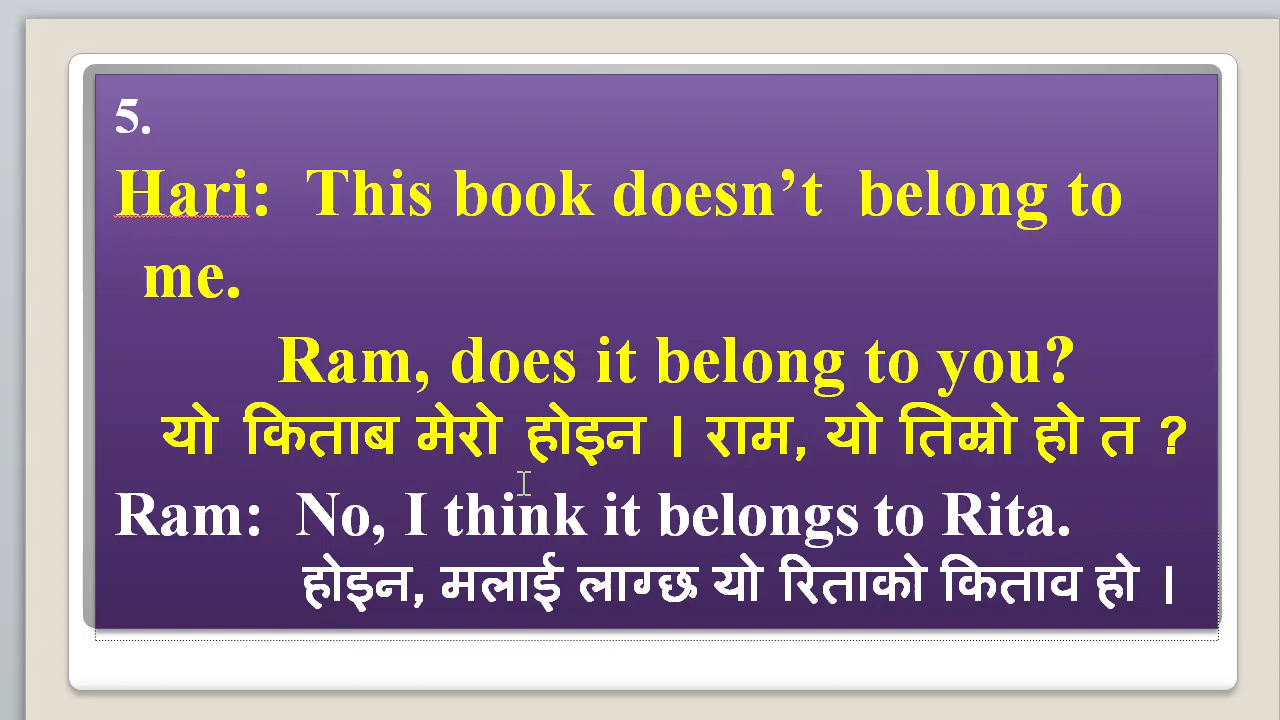 5.
Hari:  This book doesn’t  belong to
me.
Ram, does it belong to you?
यो  किताब मेरो  होइन । राम, यो तिम्रो हो त ?
Ram:  No, I think it belongs to Rita.
होइन, मलाई लाग्छ यो रिताको किताव हो ।